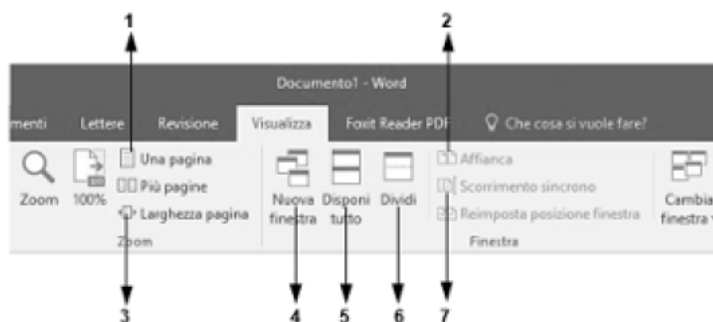 1 2
Documento1 - Word
menti Lettere Revisione Visualizza Foxit Reader PDF Che cosa si vuole fare?
Zoom
100%
Una pagina
Più pagine
Larghezza pagina
Zoom
Nuova
finestra
Disponi
tutto
Dividi
Affianca
Scorrimento sincrono
Reimposta posizione finestra
Finestra
Cambia
finestra
3 4 5 6 7